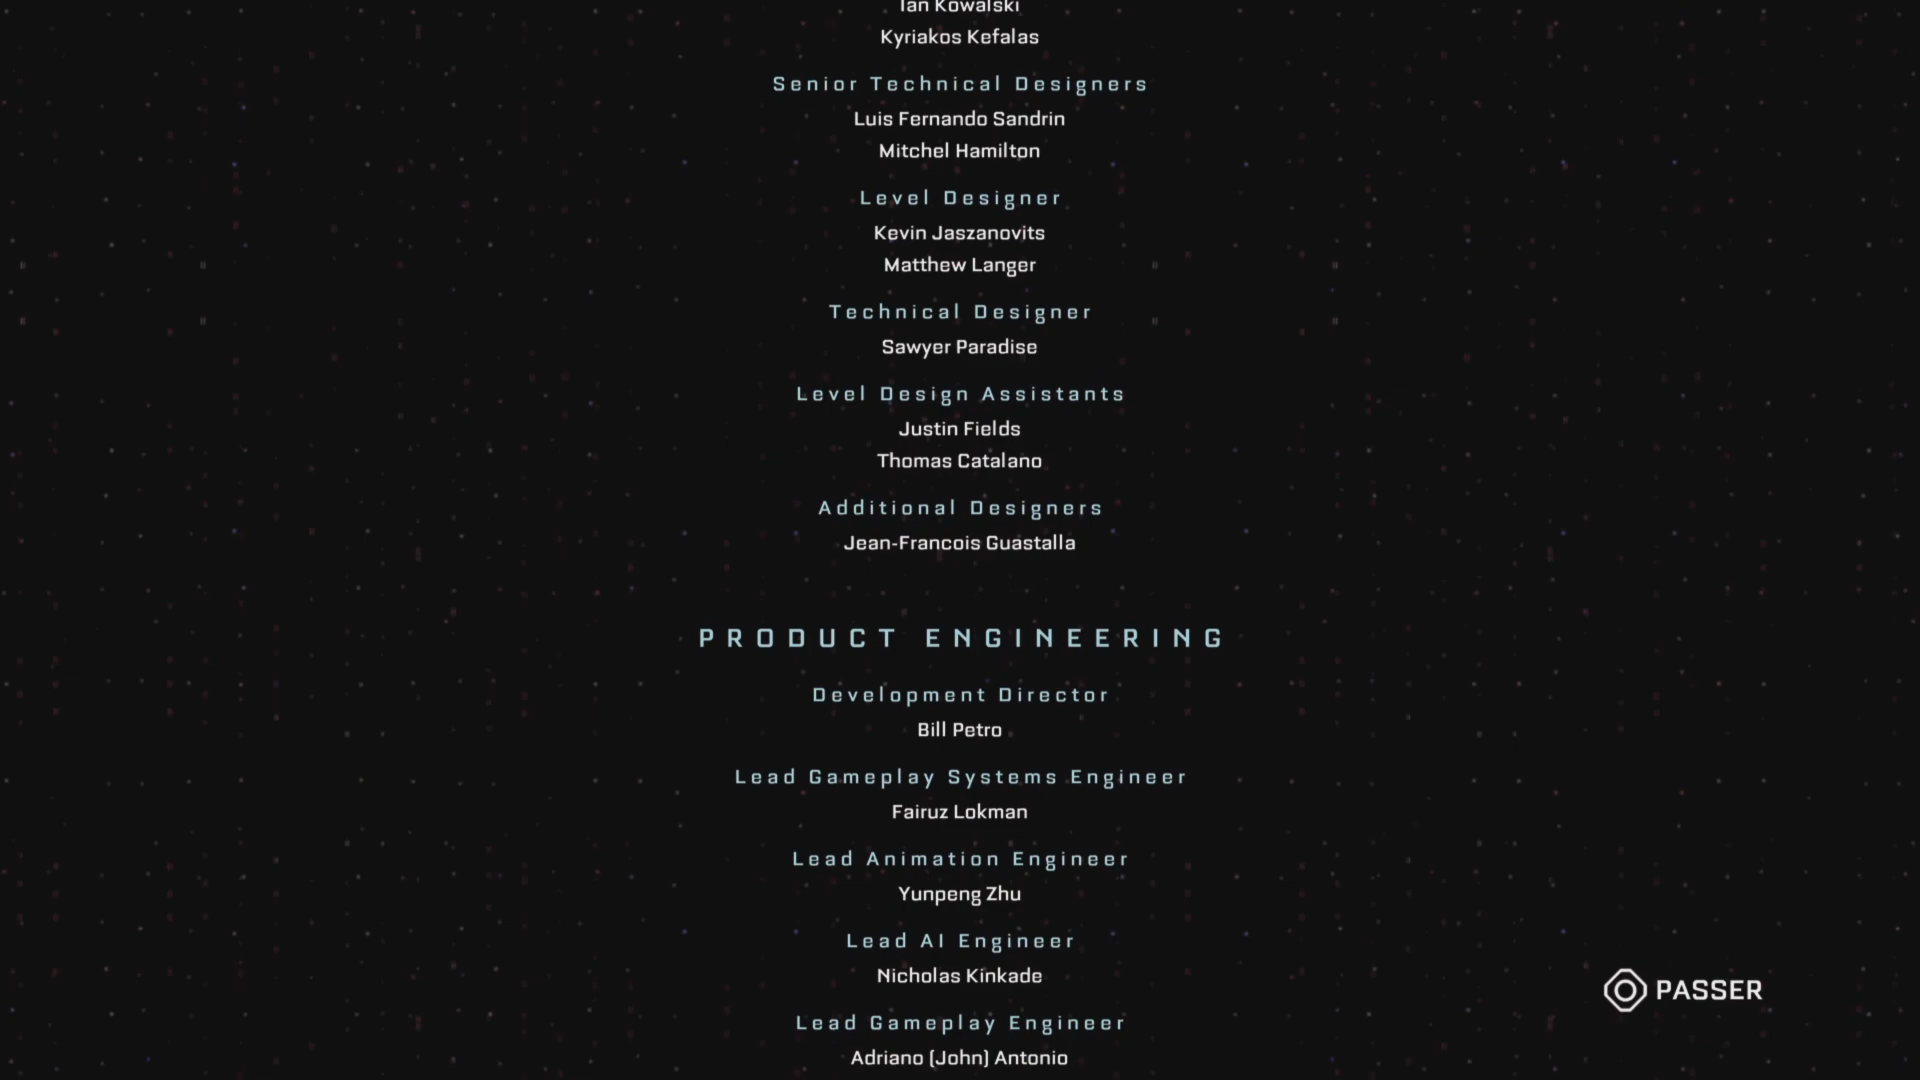 Ian Kowalski
Kyriakos Kefalas
Senior Technical Designers
Luis Fernando Sandrin
Mitchel Hamilton
Level Designer
Kevin Jaszanovits
Matthew Langer
Technical Designer
Sawyer Paradise
Level Design Assistants
Justin Fields
Thomas Catalano
Additional Designers
Jean-Francois Guastalla
PRODUCT ENGINEERING
Development Director
Bill Petro
Lead Gameplay Systems Engineer
Fairuz Lokman
Lead Animation Engineer
Yunpeng Zhu
Lead AI Engineer
Nicholas Kinkade
PASSER
Lead Gameplay Engineer
Adriano (John) Antonio